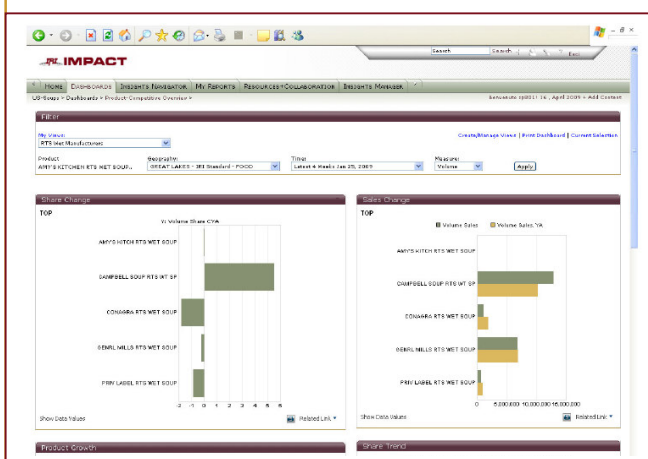 IRI IMPACT
Search Search
HOME DASHBOARDS INSIGHTS NAVIGATOR MY REPORTS RESOURCES+COLLABORATION INSIGHTS MANAGER
US-Soups > Dashboards > Product Competitive Overview >
April 2009 > Add Content
Filter
My Views:
RTS Wet Manufacturers
Create/Manage Views | Print Dashboard | Current Selection
Product Geography: Time: Measure:
AMY'S KITCHEN RTS WET SOUP... GREAT LAKES - IRI Standard - FOOD Latest 4 Weeks Jan 25, 2009 Volume Apply
Share Change
TOP
Volume Share CYA
AMY'S KITCH RTS WET SOUP
CAMPBELL SOUP RTS WT SP
CONAGRA RTS WET SOUP
GENRL MILLS RTS WET SOUP
PRIV LABEL RTS WET SOUP
-2 -1 0 1 2 3 4 5 6
Show Data Values Related Link
Sales Change
TOP
Volume Sales Volume Sales YA
AMY'S KITCH RTS WET SOUP
CAMPBELL SOUP RTS WT SP
CONAGRA RTS WET SOUP
GENRL MILLS RTS WET SOUP
PRIV LABEL RTS WET SOUP
0 5,000,000 10,000,000 15,000,000
Show Data Values Related Link
Product Growth
Share Trend